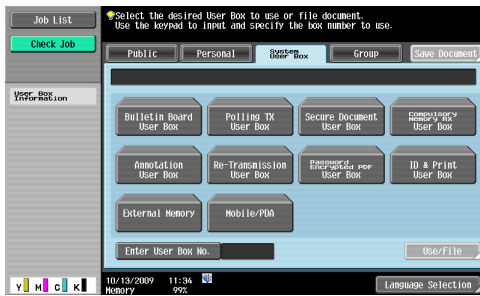 Job List
Check Job
User Box
Information
Select the desired User Box to use or file document.
Use the keypad to input and specify the box number to use.
Public
Personal
System
User Box
Group
Save Document
Bulletin Board
User Box
Polling TX
User Box
Secure Document
User Box
Compulsory
Memory RX
User Box
Annotation
User Box
Re-Transmission
User Box
Password
Encrypted PDF
User Box
ID & Print
User Box
External Memory
Mobile/PDA
Enter User Box No.
Use/File
Y M C K
10/13/2009 11:34
Memory 99%
Language Selection